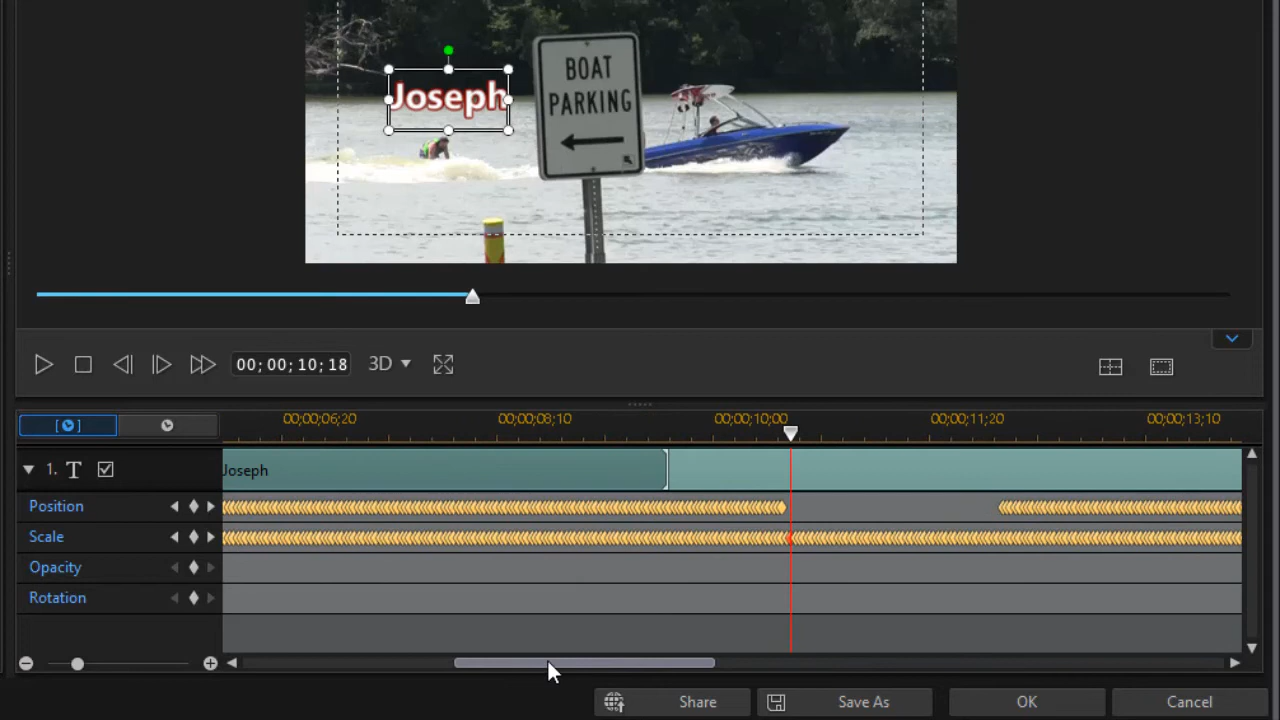 Joseph
BOAT
PARKING
00;00;10;18
3D
00;00;06;20
00;00;08;10
00;00;10;00
00;00;11;20
00;00;13;10
1. T
Joseph
Position
Scale
Opacity
Rotation
Share
Save As
OK
Cancel